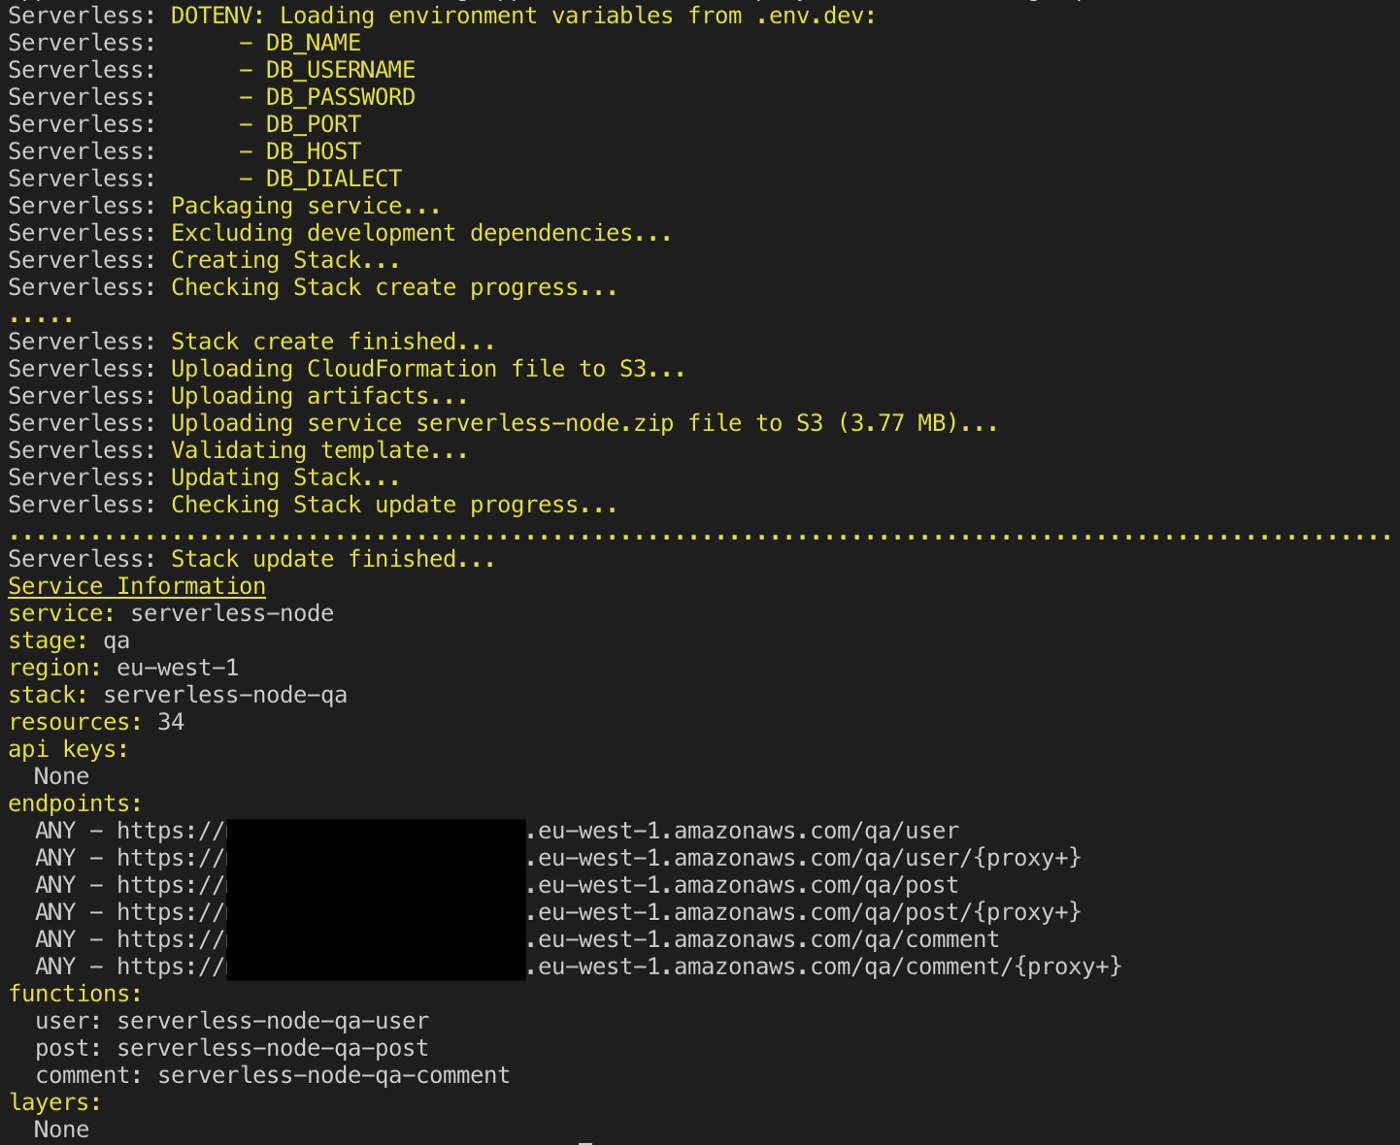 Serverless: DOTENV: Loading environment variables from .env.dev:
Serverless:      - DB_NAME
Serverless:      - DB_USERNAME
Serverless:      - DB_PASSWORD
Serverless:      - DB_PORT
Serverless:      - DB_HOST
Serverless:      - DB_DIALECT
Serverless: Packaging service...
Serverless: Excluding development dependencies...
Serverless: Creating Stack...
Serverless: Checking Stack create progress...
.....
Serverless: Stack create finished...
Serverless: Uploading CloudFormation file to S3...
Serverless: Uploading artifacts...
Serverless: Uploading service serverless-node.zip file to S3 (3.77 MB)...
Serverless: Validating template...
Serverless: Updating Stack...
Serverless: Checking Stack update progress...
......................................................................................................
Serverless: Stack update finished...
Service Information
service: serverless-node
stage: qa
region: eu-west-1
stack: serverless-node-qa
resources: 34
api keys:
  None
endpoints:
  ANY - https:// .eu-west-1.amazonaws.com/qa/user
  ANY - https:// .eu-west-1.amazonaws.com/qa/user/{proxy+}
  ANY - https:// .eu-west-1.amazonaws.com/qa/post
  ANY - https:// .eu-west-1.amazonaws.com/qa/post/{proxy+}
  ANY - https:// .eu-west-1.amazonaws.com/qa/comment
  ANY - https:// .eu-west-1.amazonaws.com/qa/comment/{proxy+}
functions:
  user: serverless-node-qa-user
  post: serverless-node-qa-post
  comment: serverless-node-qa-comment
layers:
  None